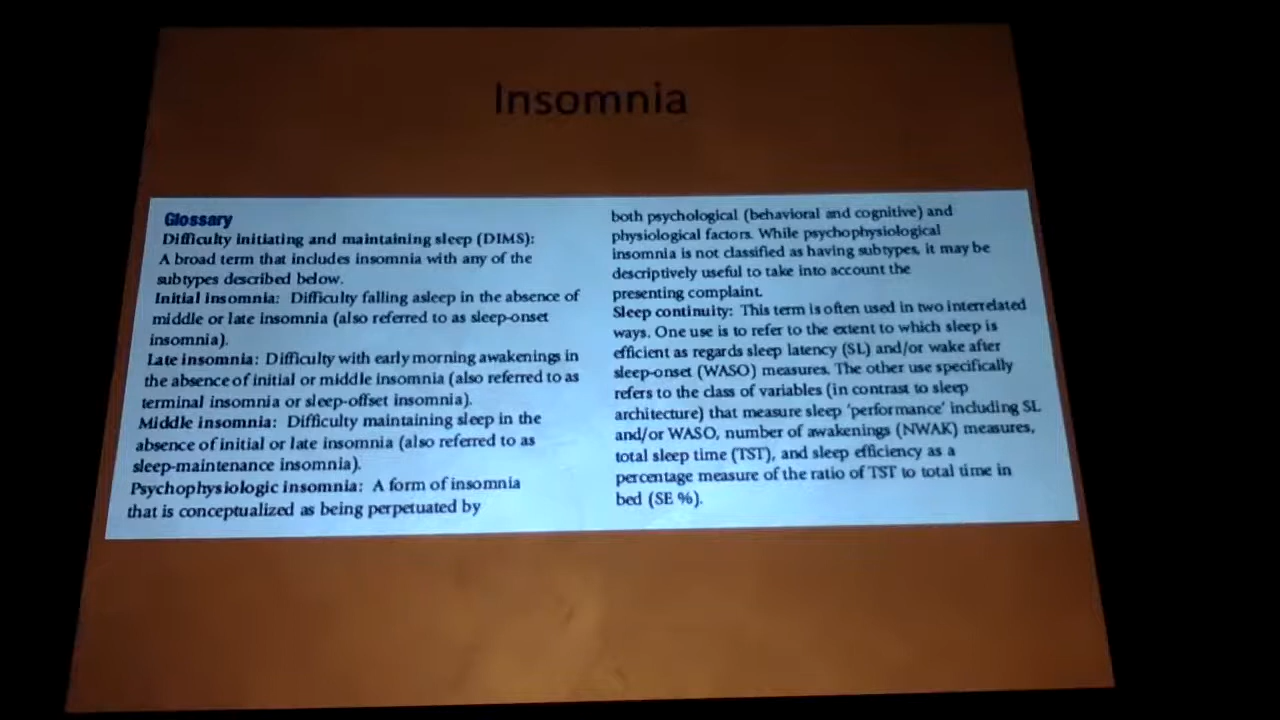 Insomnia
Glossary
Difficulty initiating and maintaining sleep (DIMS):
A broad term that includes insomnia with any of the
subtypes described below.
Initial insomnia: Difficulty falling asleep in the absence of
middle or late insomnia (also referred to as sleep-onset
insomnia).
Late insomnia: Difficulty with early morning awakenings in
the absence of initial or middle insomnia (also referred to as
terminal insomnia or sleep-offset insomnia).
Middle insomnia: Difficulty maintaining sleep in the
absence of initial or late insomnia (also referred to as
sleep-maintenance insomnia).
Psychophysiologic insomnia: A form of insomnia
that is conceptualized as being perpetuated by
both psychological (behavioral and cognitive) and
physiological factors. While psychophysiological
insomnia is not classified as having subtypes, it may be
descriptively useful to take into account the
presenting complaint.
Sleep continuity: This term is often used in two interrelated
ways. One use is to refer to the extent to which sleep is
efficient as regards sleep latency (SL) and/or wake after
sleep-onset (WASO) measures. The other use specifically
refers to the class of variables (in contrast to sleep
architecture) that measure sleep 'performance' including SL
and/or WASO, number of awakenings (NWAK) measures,
total sleep time (TST), and sleep efficiency as a
percentage measure of the ratio of TST to total time in
bed (SE %).